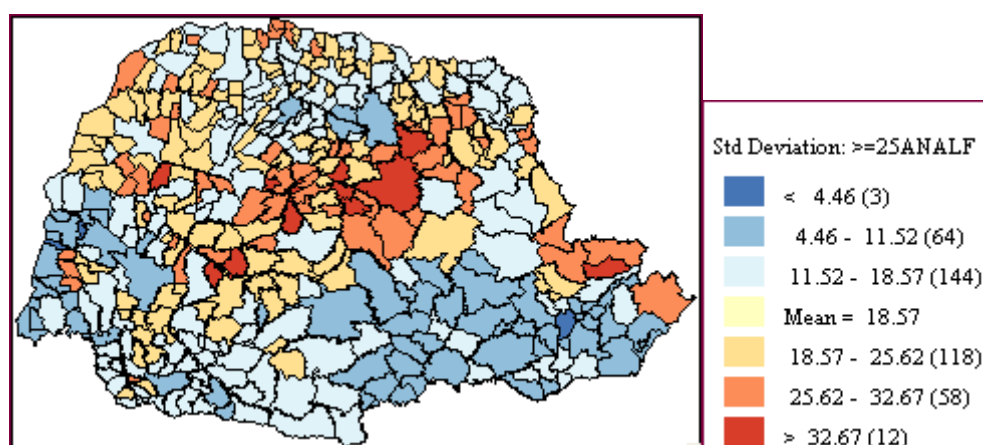 Std Deviation: >=25ANALF
< 4.46 (3)
4.46 - 11.52 (64)
11.52 - 18.57 (144)
Mean = 18.57
18.57 - 25.62 (118)
25.62 - 32.67 (58)
> 32.67 (12)